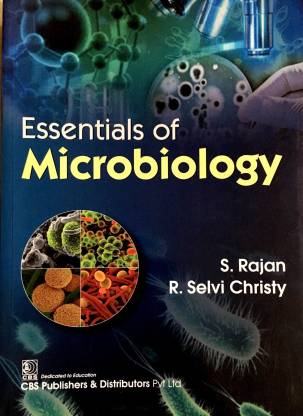 Essentials of
Microbiology
S. Rajan
R. Selvi Christy
CBS
Dedicated to Education
CBS Publishers & Distributors Pvt Ltd